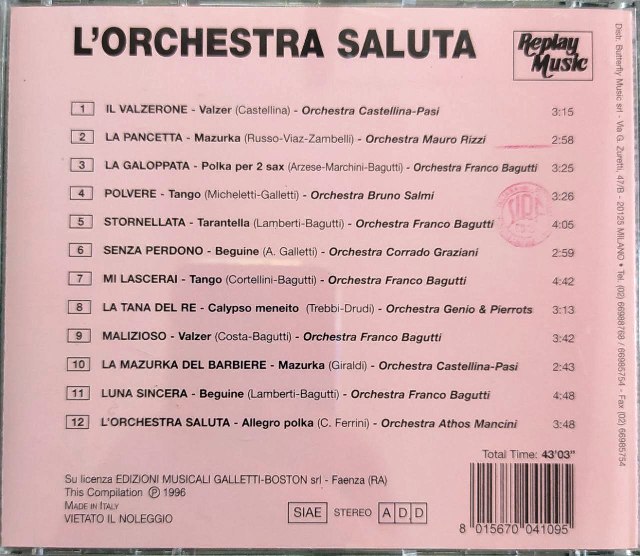 L'ORCHESTRA SALUTA
Replay Music
1 IL VALZERONE - Valzer (Castellina) - Orchestra Castellina-Pasi 3:15
2 LA PANCETTA - Mazurka (Russo-Viaz-Zambelli) - Orchestra Mauro Rizzi 2:58
3 LA GALOPPATA - Polka per 2 sax (Arzese-Marchini-Bagutti) - Orchestra Franco Bagutti 3:25
4 POLVERE - Tango (Micheletti-Galletti) - Orchestra Bruno Salmi 3:26
5 STORNELLATA - Tarantella (Lamberti-Bagutti) - Orchestra Franco Bagutti 4:05
6 SENZA PERDONO - Beguine (A. Galletti) - Orchestra Corrado Graziani 2:59
7 MI LASCERAI - Tango (Cortellini-Bagutti) - Orchestra Franco Bagutti 4:42
8 LA TANA DEL RE - Calypso meneito (Trebbi-Drudi) - Orchestra Genio & Pierrots 3:13
9 MALIZIOSO - Valzer (Costa-Bagutti) - Orchestra Franco Bagutti 3:42
10 LA MAZURKA DEL BARBIERE - Mazurka (Giraldi) - Orchestra Castellina-Pasi 2:43
11 LUNA SINCERA - Beguine (Lamberti-Bagutti) - Orchestra Franco Bagutti 4:48
12 L'ORCHESTRA SALUTA - Allegro polka (C. Ferrini) - Orchestra Athos Mancini 3:48
Total Time: 43'03"
Su licenza EDIZIONI MUSICALI GALLETTI-BOSTON srl - Faenza (RA)
This Compilation ℗ 1996
MADE IN ITALY
VIETATO IL NOLEGGIO
SIAE STEREO A D D
8 015670 041095
Distr. Butterfly Music srl - Via G. Zuretti, 47/B - 20125 MILANO • Tel. (02) 66988768 / 66985754 - Fax (02) 66985754